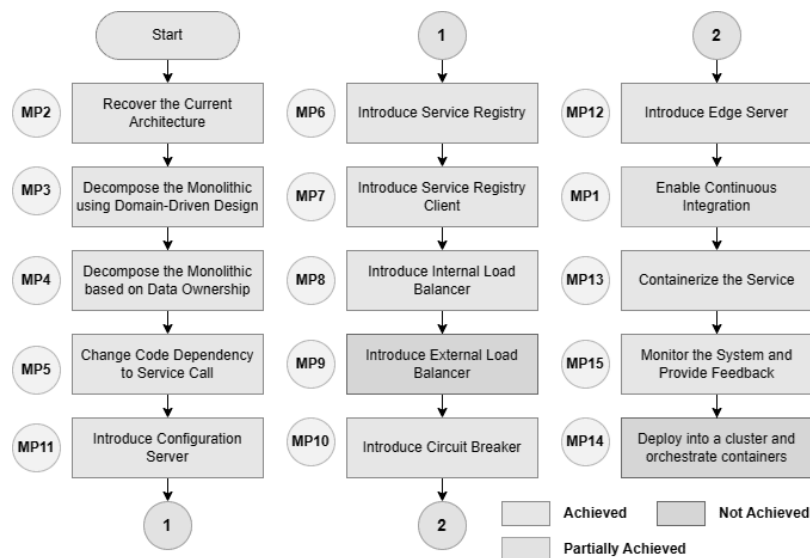 Start
MP2
Recover the Current
Architecture
MP3
Decompose the Monolithic
using Domain-Driven Design
MP4
Decompose the Monolithic
based on Data Ownership
MP5
Change Code Dependency
to Service Call
MP11
Introduce Configuration
Server
1
1
MP6
Introduce Service Registry
MP7
Introduce Service Registry
Client
MP8
Introduce Internal Load
Balancer
MP9
Introduce External Load
Balancer
MP10
Introduce Circuit Breaker
2
2
MP12
Introduce Edge Server
MP1
Enable Continuous
Integration
MP13
Containerize the Service
MP15
Monitor the System and
Provide Feedback
MP14
Deploy into a cluster and
orchestrate containers
Achieved
Not Achieved
Partially Achieved